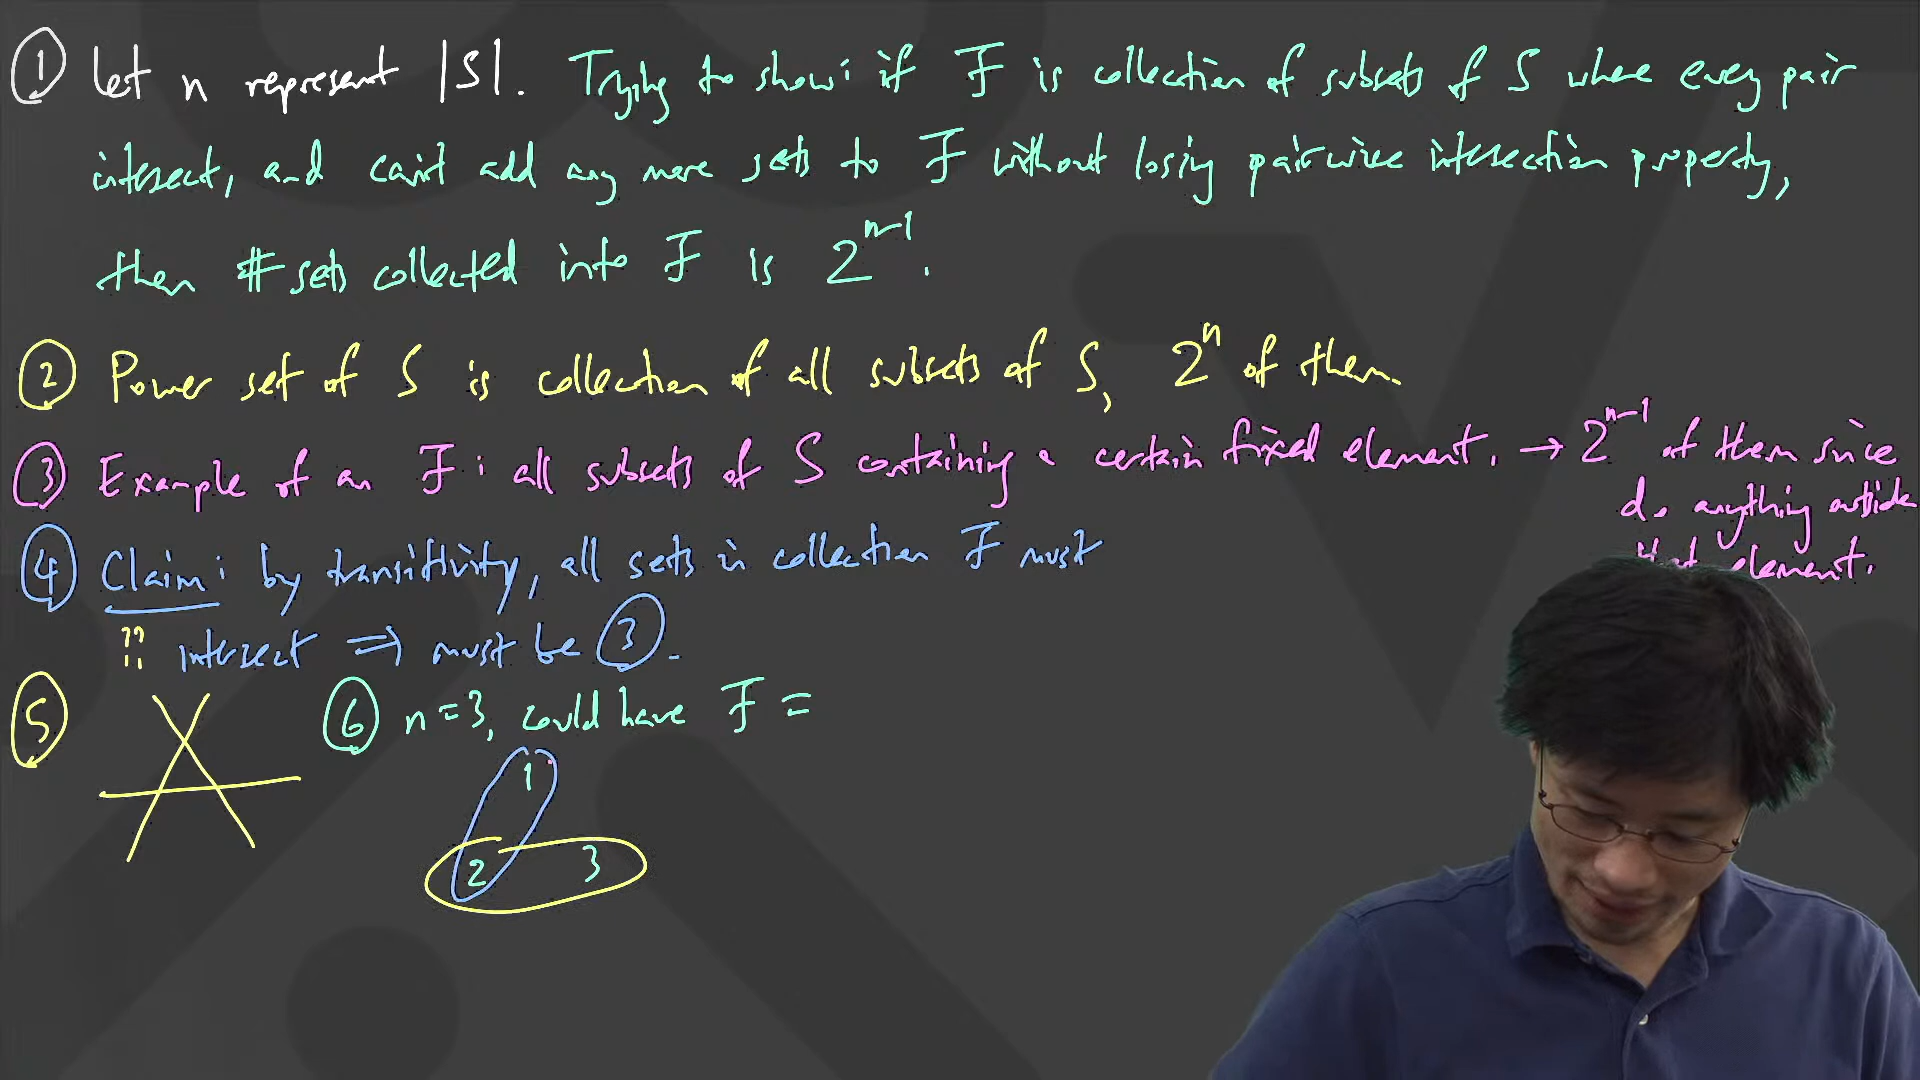 ① Let n represent |S|. Trying to show: if F is collection of subsets of S where every pair
intersect, and can't add any more sets to F without losing pairwise intersection property,
then # sets collected into F is 2^{n-1}.
② Power set of S is collection of all subsets of S, 2^n of them.
③ Example of an F: all subsets of S containing a certain fixed element. → 2^{n-1} of them since
do anything outside
that element.
④ Claim: by transitivity, all sets in collection F must
?? intersect ⇒ must be ③.
⑤
⑥ n=3, could have F =
1
2 3